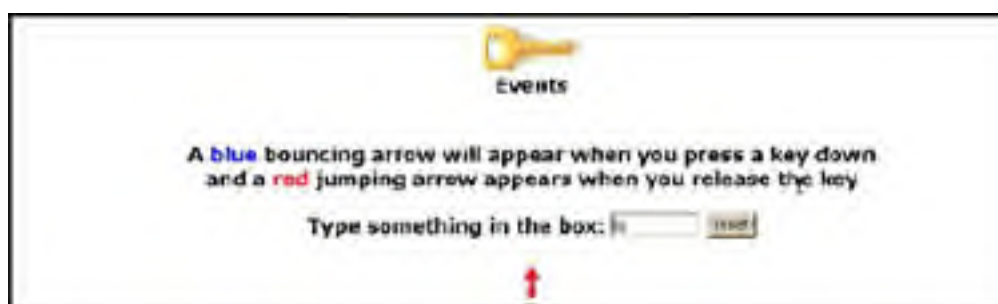 Events
A blue bouncing arrow will appear when you press a key down
and a red jumping arrow appears when you release the key
Type something in the box: